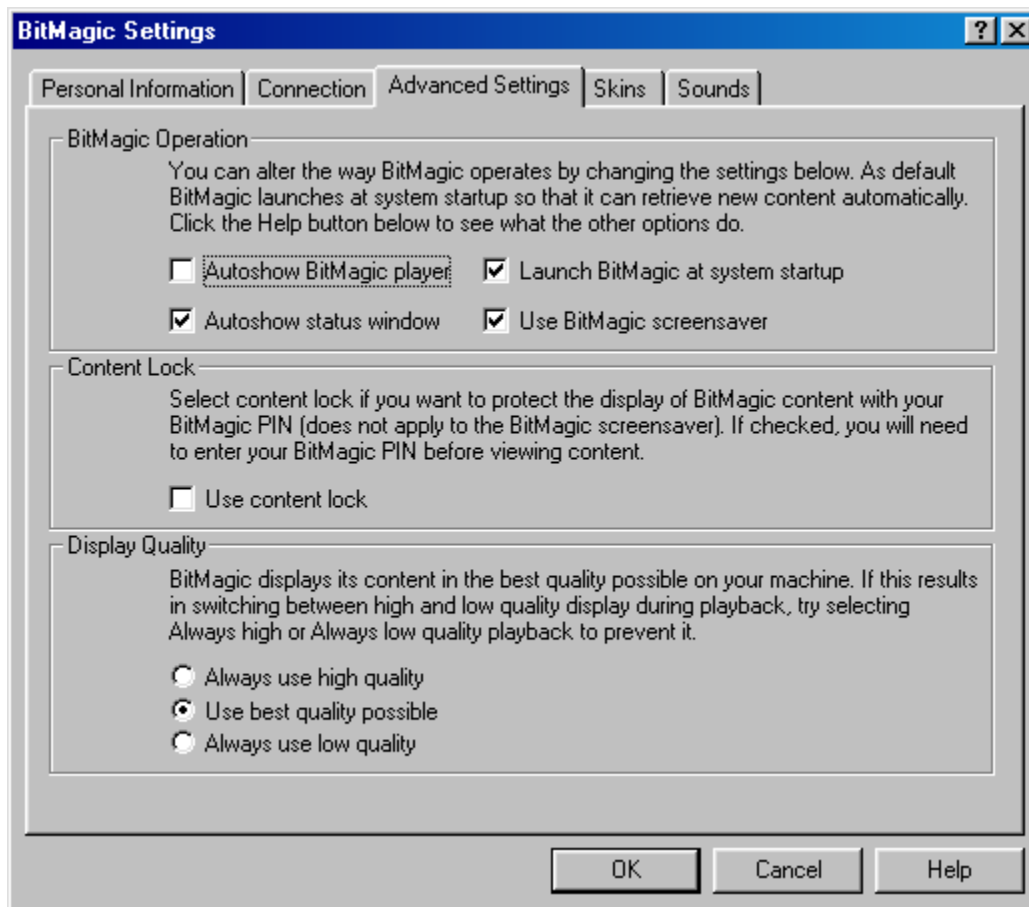 BitMagic Settings
Personal Information Connection Advanced Settings Skins Sounds
BitMagic Operation
You can alter the way BitMagic operates by changing the settings below. As default
BitMagic launches at system startup so that it can retrieve new content automatically.
Click the Help button below to see what the other options do.
Autoshow BitMagic player Launch BitMagic at system startup
Autoshow status window Use BitMagic screensaver
Content Lock
Select content lock if you want to protect the display of BitMagic content with your
BitMagic PIN (does not apply to the BitMagic screensaver). If checked, you will need
to enter your BitMagic PIN before viewing content.
Use content lock
Display Quality
BitMagic displays its content in the best quality possible on your machine. If this results
in switching between high and low quality display during playback, try selecting
Always high or Always low quality playback to prevent it.
Always use high quality
Use best quality possible
Always use low quality
OK Cancel Help